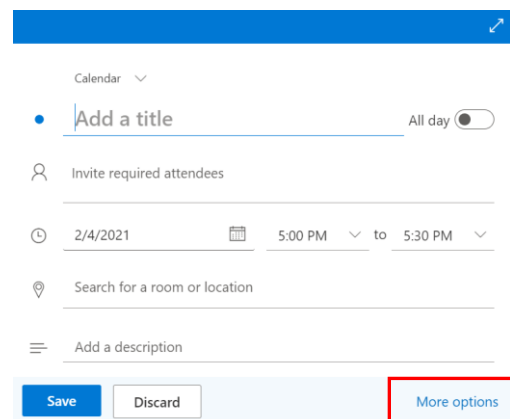 Calendar
Add a title
All day
Invite required attendees
2/4/2021 5:00 PM to 5:30 PM
Search for a room or location
Add a description
Save Discard More options